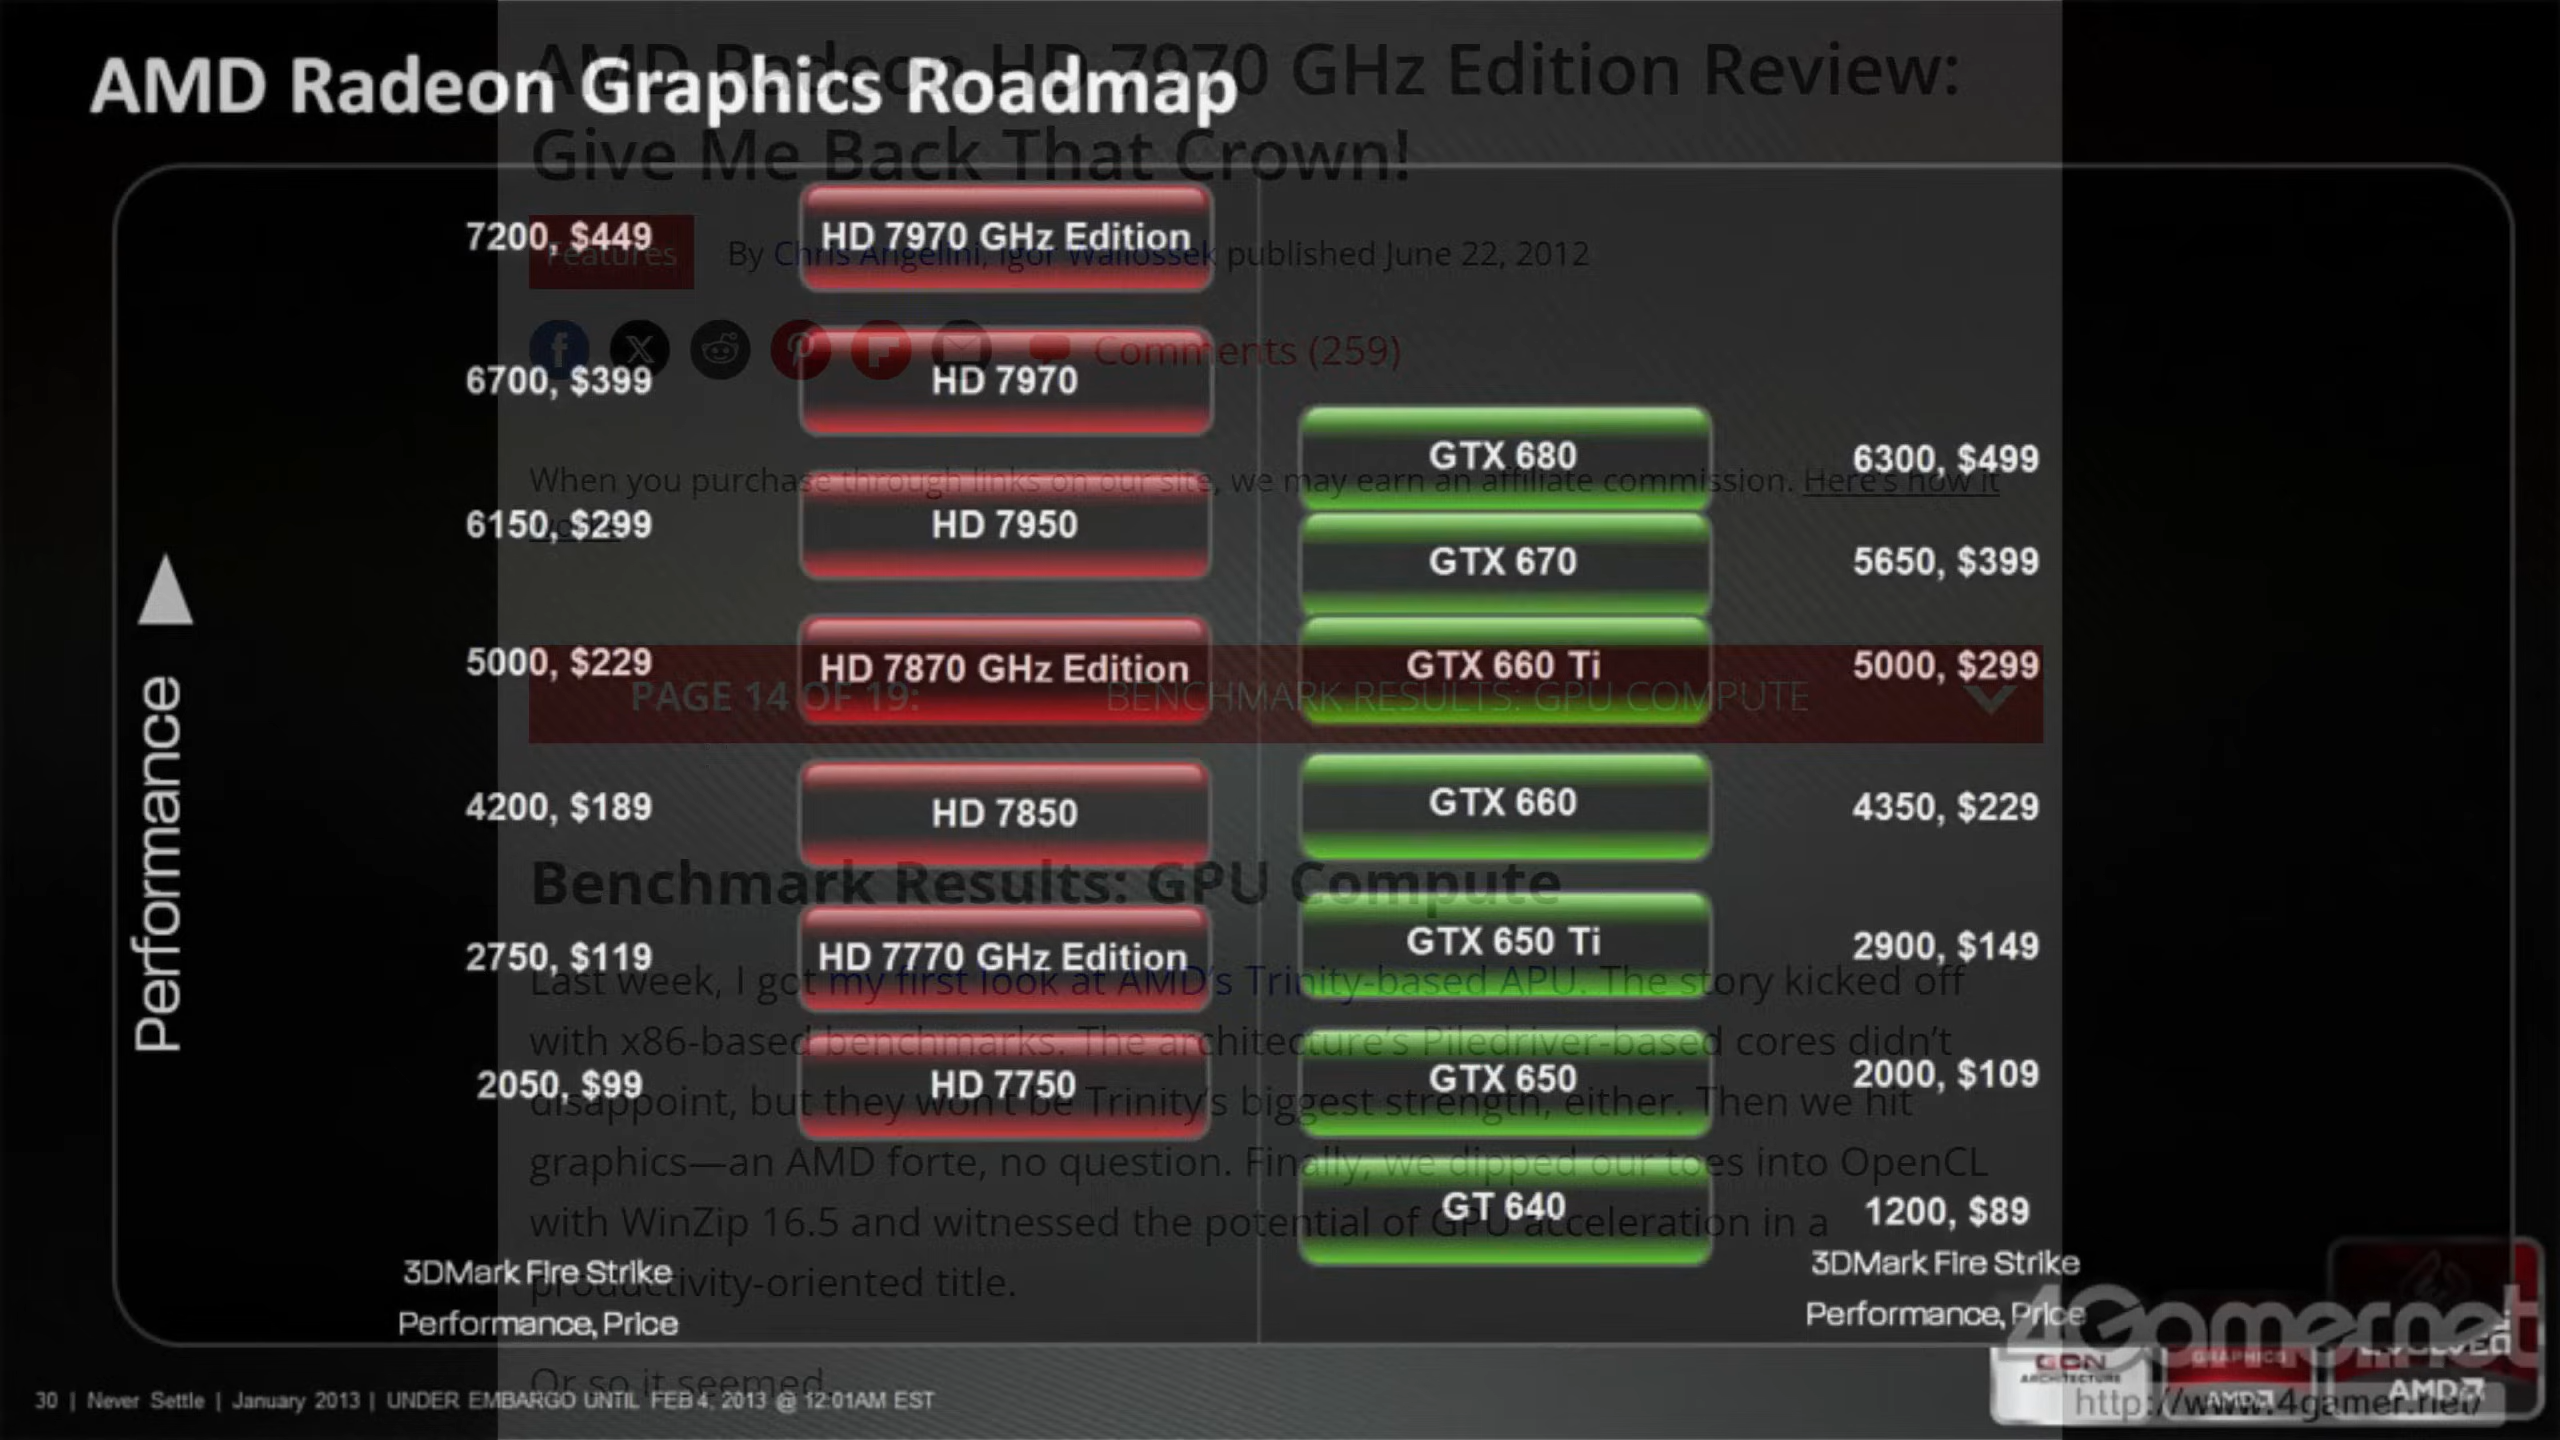 AMD Radeon Graphics Roadmap
AMD Radeon HD 7970 GHz Edition Review:
Give Me Back That Crown!
7200, $449
HD 7970 GHz Edition
Features
By Chris Angelini, Igor Wallossek published June 22, 2012
Comments (259)
6700, $399
HD 7970
GTX 680
6300, $499
When you purchase through links on our site, we may earn an affiliate commission. Here's how it
6150, $299
HD 7950
GTX 670
5650, $399
5000, $229
HD 7870 GHz Edition
GTX 660 Ti
5000, $299
PAGE 14 OF 19:
BENCHMARK RESULTS: GPU COMPUTE
4200, $189
HD 7850
GTX 660
4350, $229
Benchmark Results: GPU Compute
2750, $119
HD 7770 GHz Edition
GTX 650 Ti
2900, $149
Last week, I got my first look at AMD's Trinity-based APU. The story kicked off
with x86-based benchmarks. The architecture's Piledriver-based cores didn't
2050, $99
HD 7750
GTX 650
2000, $109
disappoint, but they won't be Trinity's biggest strength, either. Then we hit
graphics—an AMD forte, no question. Finally, we dipped our toes into OpenCL
GT 640
1200, $89
with WinZip 16.5 and witnessed the potential of GPU acceleration in a
productivity-oriented title.
Performance
3DMark Fire Strike
Performance, Price
3DMark Fire Strike
Performance, Price
Or so it seemed
30 | Never Settle | January 2013 | UNDER EMBARGO UNTIL FEB 4, 2013 @ 12:01AM EST
4Gamer.net
GCN
ARCHITECTURE
GRAPHICS
AMD
EVOLVED
AMD
http://www.4gamer.net/